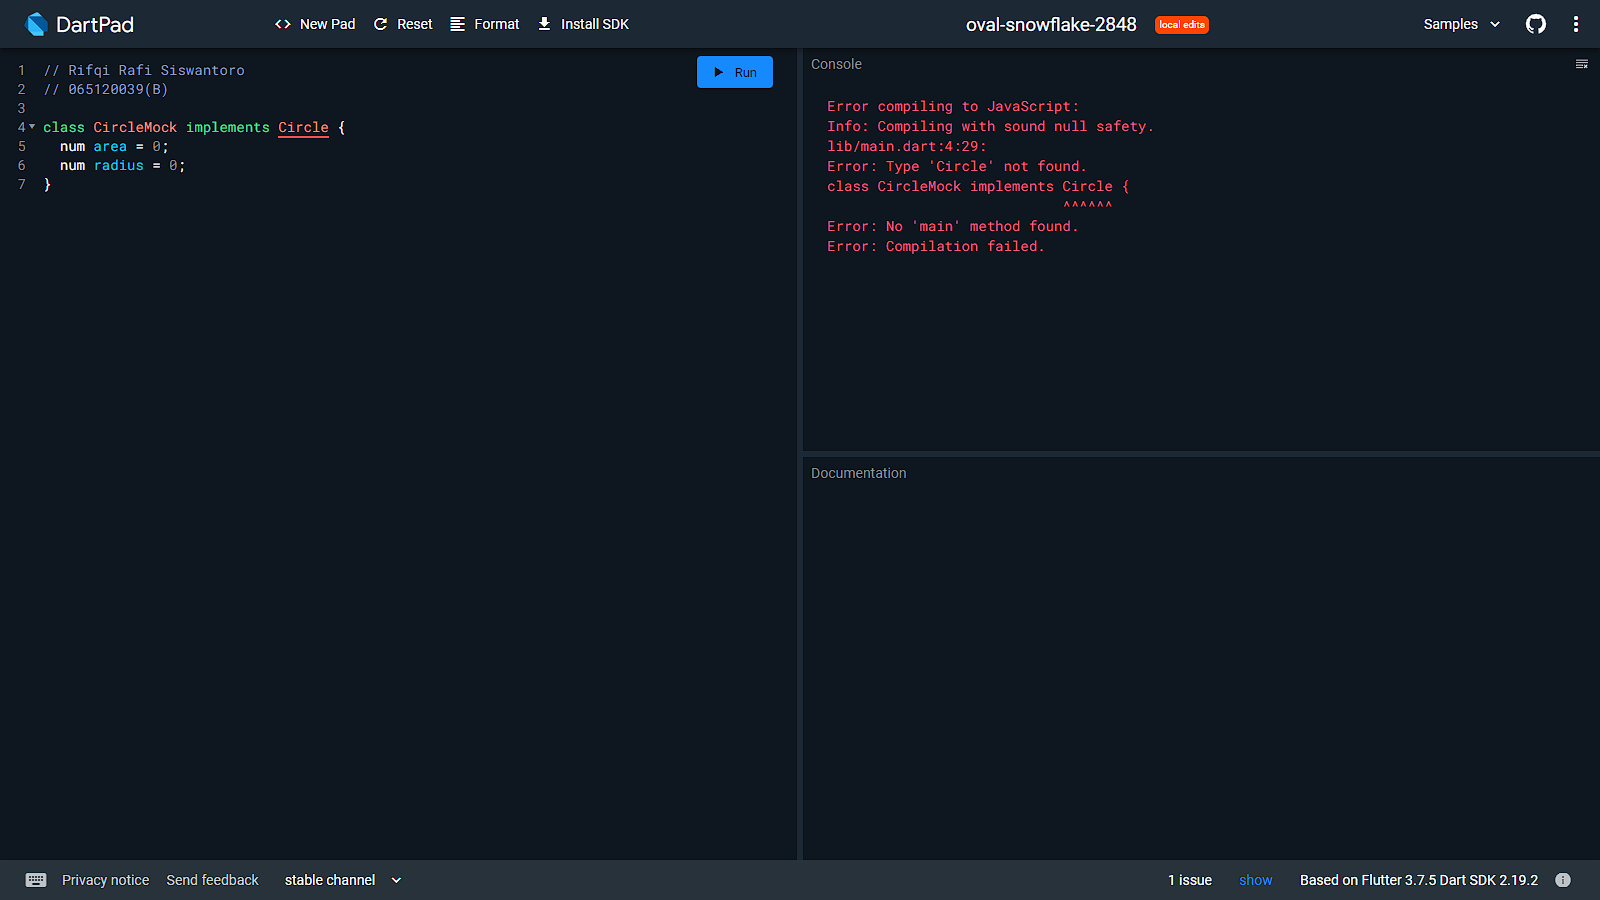 DartPad
New Pad
Reset
Format
Install SDK
oval-snowflake-2848
local edits
Samples
1 // Rifqi Rafi Siswantoro
2 // 065120039(B)
3
4 class CircleMock implements Circle {
5 num area = 0;
6 num radius = 0;
7 }
Run
Console
Error compiling to JavaScript:
Info: Compiling with sound null safety.
lib/main.dart:4:29:
Error: Type 'Circle' not found.
class CircleMock implements Circle {
^^^^^^
Error: No 'main' method found.
Error: Compilation failed.
Documentation
Privacy notice
Send feedback
stable channel
1 issue
show
Based on Flutter 3.7.5 Dart SDK 2.19.2